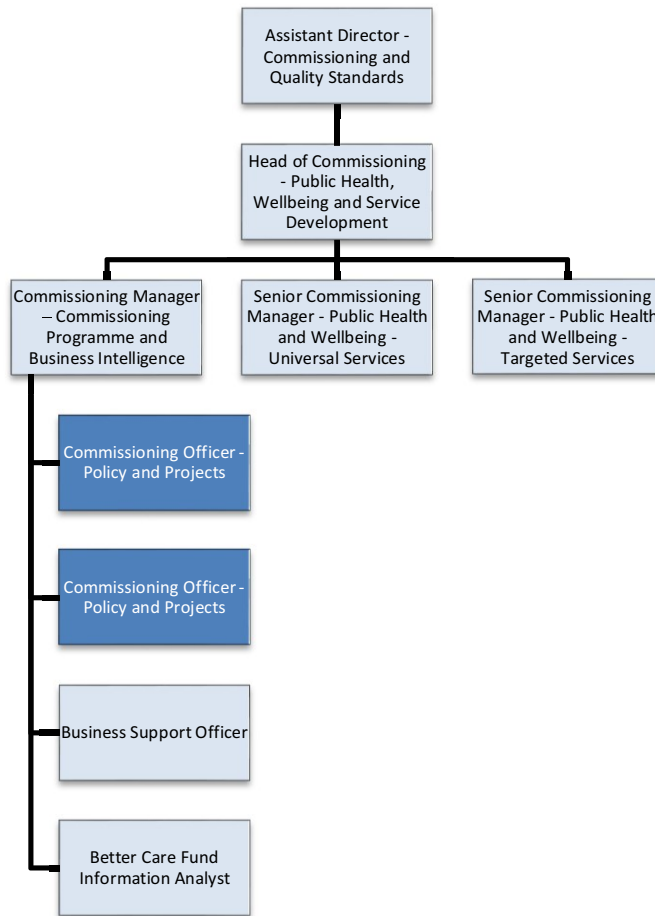 Assistant Director -
Commissioning and
Quality Standards
Head of Commissioning
- Public Health,
Wellbeing and Service
Development
Commissioning Manager
– Commissioning
Programme and
Business Intelligence
Senior Commissioning
Manager - Public Health
and Wellbeing -
Universal Services
Senior Commissioning
Manager - Public Health
and Wellbeing -
Targeted Services
Commissioning Officer -
Policy and Projects
Commissioning Officer -
Policy and Projects
Business Support Officer
Better Care Fund
Information Analyst